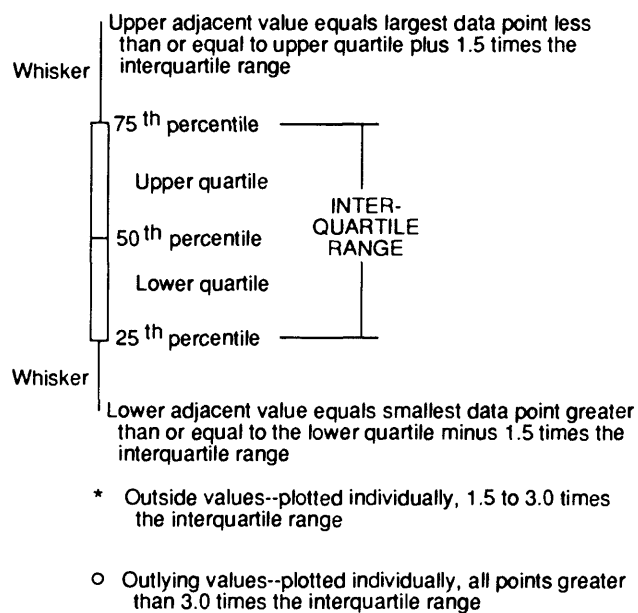 Upper adjacent value equals largest data point less
than or equal to upper quartile plus 1.5 times the
interquartile range
Whisker
75 th percentile
Upper quartile
INTER-
QUARTILE
RANGE
50 th percentile
Lower quartile
25 th percentile
Whisker
Lower adjacent value equals smallest data point greater
than or equal to the lower quartile minus 1.5 times the
interquartile range
* Outside values--plotted individually, 1.5 to 3.0 times
the interquartile range
o Outlying values--plotted individually, all points greater
than 3.0 times the interquartile range